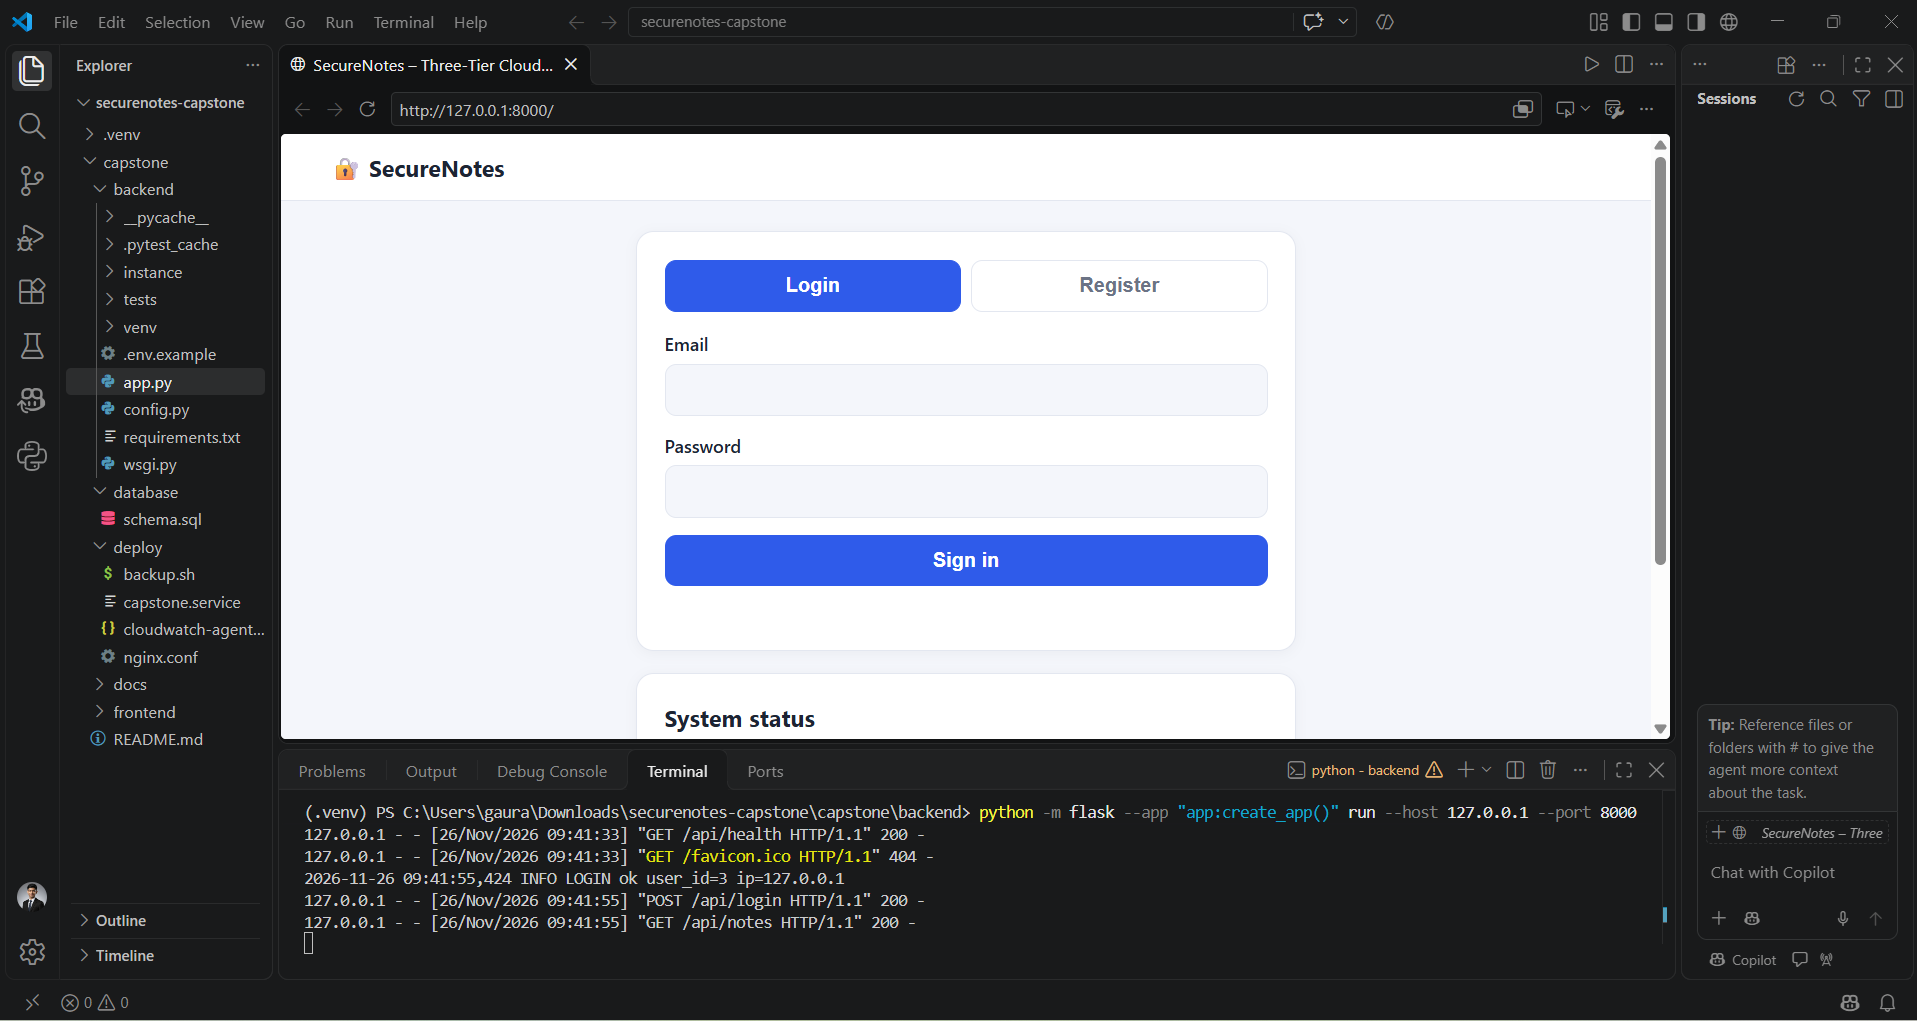 File Edit Selection View Go Run Terminal Help
securenotes-capstone
Explorer
securenotes-capstone
.venv
capstone
backend
__pycache__
.pytest_cache
instance
tests
venv
.env.example
app.py
config.py
requirements.txt
wsgi.py
database
schema.sql
deploy
$ backup.sh
capstone.service
{} cloudwatch-agent...
nginx.conf
docs
frontend
README.md
Outline
Timeline
SecureNotes – Three-Tier Cloud...
http://127.0.0.1:8000/
SecureNotes
Login Register
Email
Password
Sign in
System status
Problems Output Debug Console Terminal Ports
python - backend
(.venv) PS C:\Users\gaura\Downloads\securenotes-capstone\capstone\backend> python -m flask --app "app:create_app()" run --host 127.0.0.1 --port 8000
127.0.0.1 - - [26/Nov/2026 09:41:33] "GET /api/health HTTP/1.1" 200 -
127.0.0.1 - - [26/Nov/2026 09:41:33] "GET /favicon.ico HTTP/1.1" 404 -
2026-11-26 09:41:55,424 INFO LOGIN ok user_id=3 ip=127.0.0.1
127.0.0.1 - - [26/Nov/2026 09:41:55] "POST /api/login HTTP/1.1" 200 -
127.0.0.1 - - [26/Nov/2026 09:41:55] "GET /api/notes HTTP/1.1" 200 -
Sessions
Tip: Reference files or
folders with # to give the
agent more context
about the task.
SecureNotes – Three
Chat with Copilot
Copilot
0 0